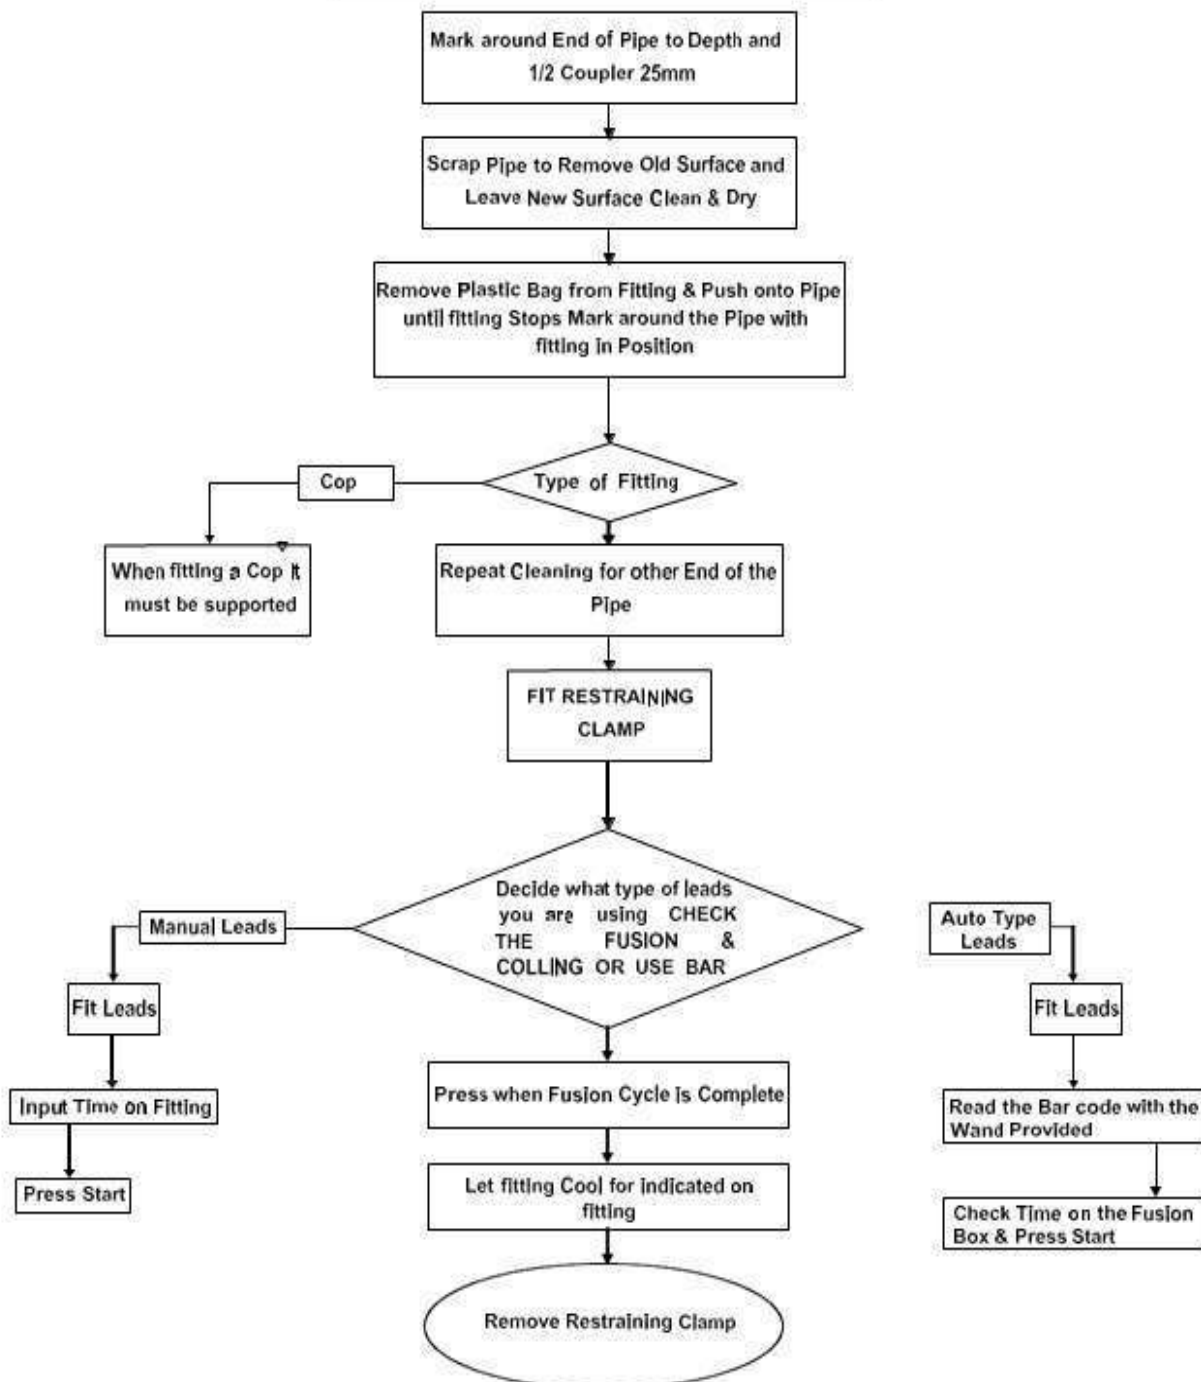 Mark around End of Pipe to Depth and
1/2 Coupler 25mm
Scrap Pipe to Remove Old Surface and
Leave New Surface Clean & Dry
Remove Plastic Bag from Fitting & Push onto Pipe
until fitting Stops Mark around the Pipe with
fitting in Position
Cop
Type of Fitting
When fitting a Cop it
must be supported
Repeat Cleaning for other End of the
Pipe
FIT RESTRAINING
CLAMP
Decide what type of leads
you are using CHECK
THE FUSION &
COLLING OR USE BAR
Manual Leads
Auto Type
Leads
Fit Leads
Fit Leads
Input Time on Fitting
Press when Fusion Cycle is Complete
Read the Bar code with the
Wand Provided
Press Start
Let fitting Cool for indicated on
fitting
Check Time on the Fusion
Box & Press Start
Remove Restraining Clamp